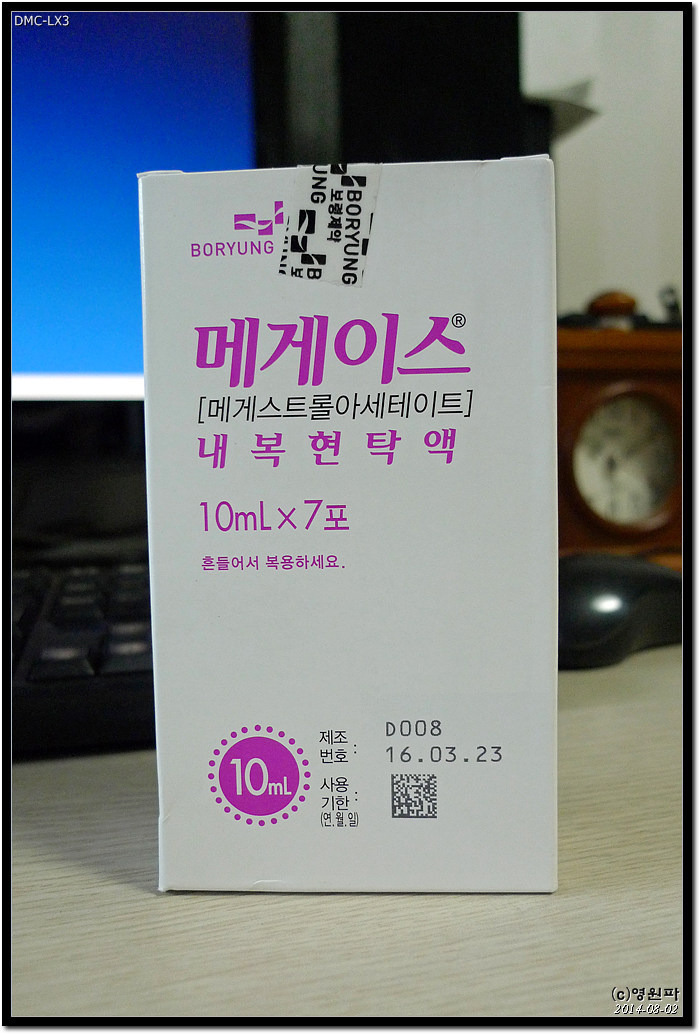 DMC-LX3
BORYUNG
BORYUNG
보령제약
메게이스®
[메게스트롤아세테이트]
내복현탁액
10mL×7포
흔들어서 복용하세요.
10mL
제조
번호 :
D008
16.03.23
사용
기한 :
(연.월.일)
(c)영원파
2014-08-02